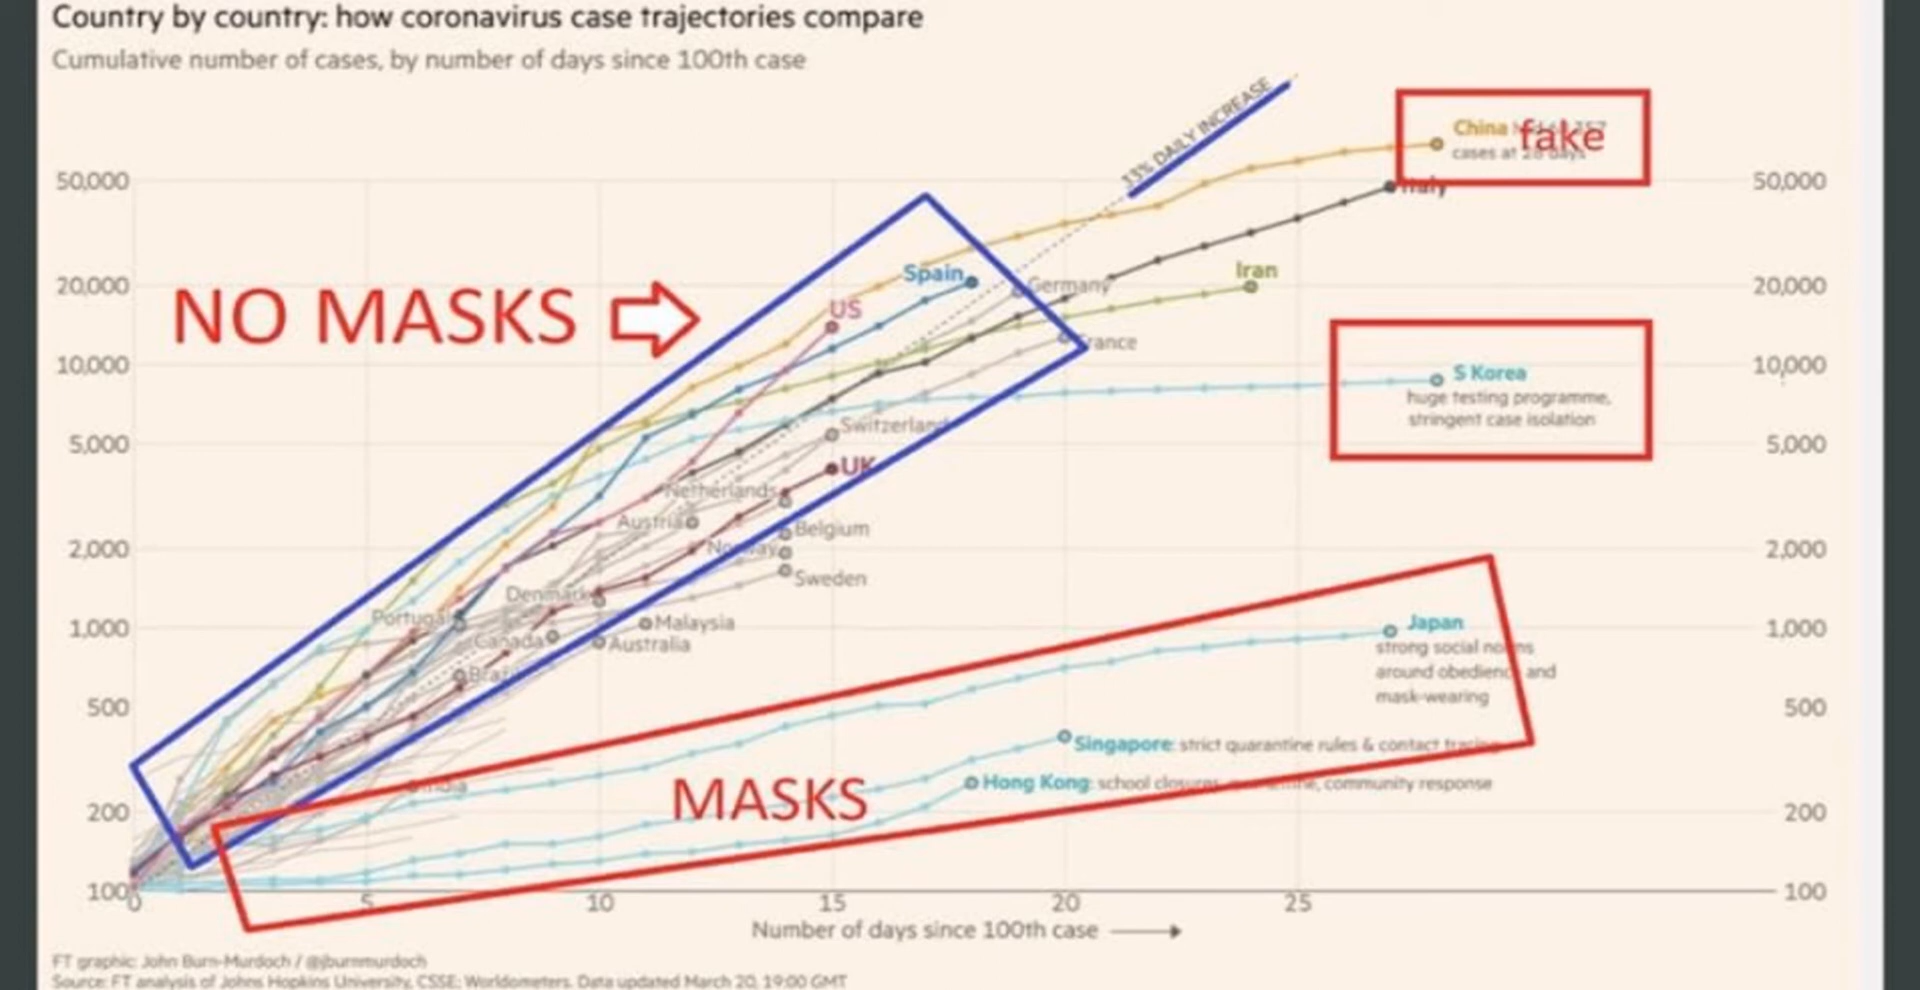 Country by country: how coronavirus case trajectories compare
Cumulative number of cases, by number of days since 100th case
33% DAILY INCREASE
China
fake
cases at 28 days
50,000
Italy
50,000
Spain
Iran
20,000
Germany
20,000
NO MASKS
US
France
10,000
10,000
S Korea
huge testing programme,
stringent case isolation
Switzerland
5,000
5,000
UK
Netherlands
Austria
Belgium
2,000
Norway
2,000
Sweden
Denmark
Portugal
Malaysia
Japan
1,000
1,000
Canada
Australia
strong social norms
around obedience and
mask-wearing
Brazil
500
500
Singapore: strict quarantine rules & contact tracing
India
MASKS
Hong Kong: school closures, quarantine, community response
200
200
100
100
0
5
10
15
20
25
Number of days since 100th case
FT graphic: John Burn-Murdoch / @jburnmurdoch
Source: FT analysis of Johns Hopkins University, CSSE; Worldometers. Data updated March 20, 19:00 GMT